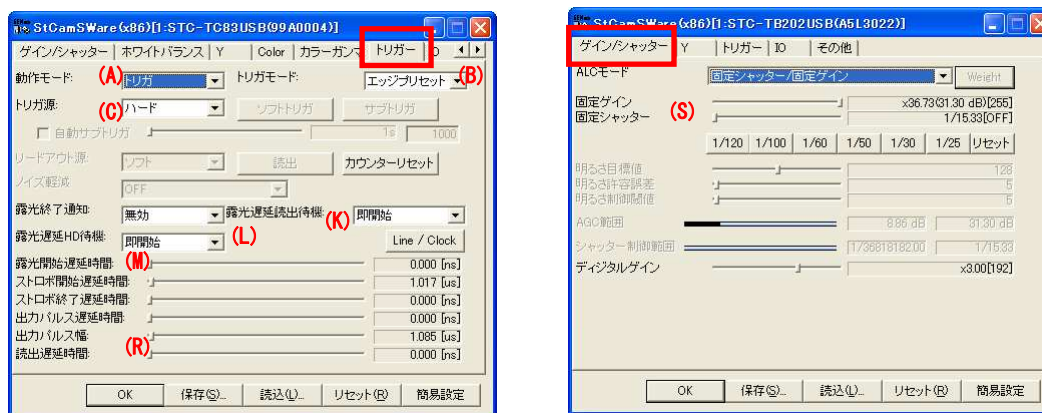 StCamSWare (x86)[1:STC-TC83USB(99A0004)]
ゲイン/シャッター ホワイトバランス Y Color カラーガンマ トリガー IO
動作モード: (A) トリガ トリガモード: エッジプリセット (B)
トリガ源: (C) ハード ソフトトリガ サブトリガ
自動サブトリガ 1s 1000
リードアウト源: ソフト 読出 カウンターリセット
ノイズ軽減 OFF
露光終了通知: 無効 露光遅延読出待機: (K) 即開始
露光遅延HD待機: 即開始 (L) Line / Clock
露光開始遅延時間: (M) 0.000 [ns]
ストロボ開始遅延時間: 1.017 [us]
ストロボ終了遅延時間: 0.000 [ns]
出力パルス遅延時間: 0.000 [ns]
出力パルス幅: 1.085 [us]
読出遅延時間: (R) 0.000 [ns]
OK 保存(S)... 読込(L)... リセット(R) 簡易設定
StCamSWare (x86)[1:STC-TB202USB(A5L3022)]
ゲイン/シャッター Y トリガー IO その他
ALCモード 固定シャッター/固定ゲイン Weight
固定ゲイン (S) x36.73(31.30 dB)[255]
固定シャッター 1/15.33[OFF]
1/120 1/100 1/60 1/50 1/30 1/25 リセット
明るさ目標値 128
明るさ許容誤差 5
明るさ制御閾値 5
AGC範囲 8.86 dB 31.30 dB
シャッター制御範囲 1/36818182.00 1/15.33
ディジタルゲイン x3.00[192]
OK 保存(S)... 読込(L)... リセット(R) 簡易設定